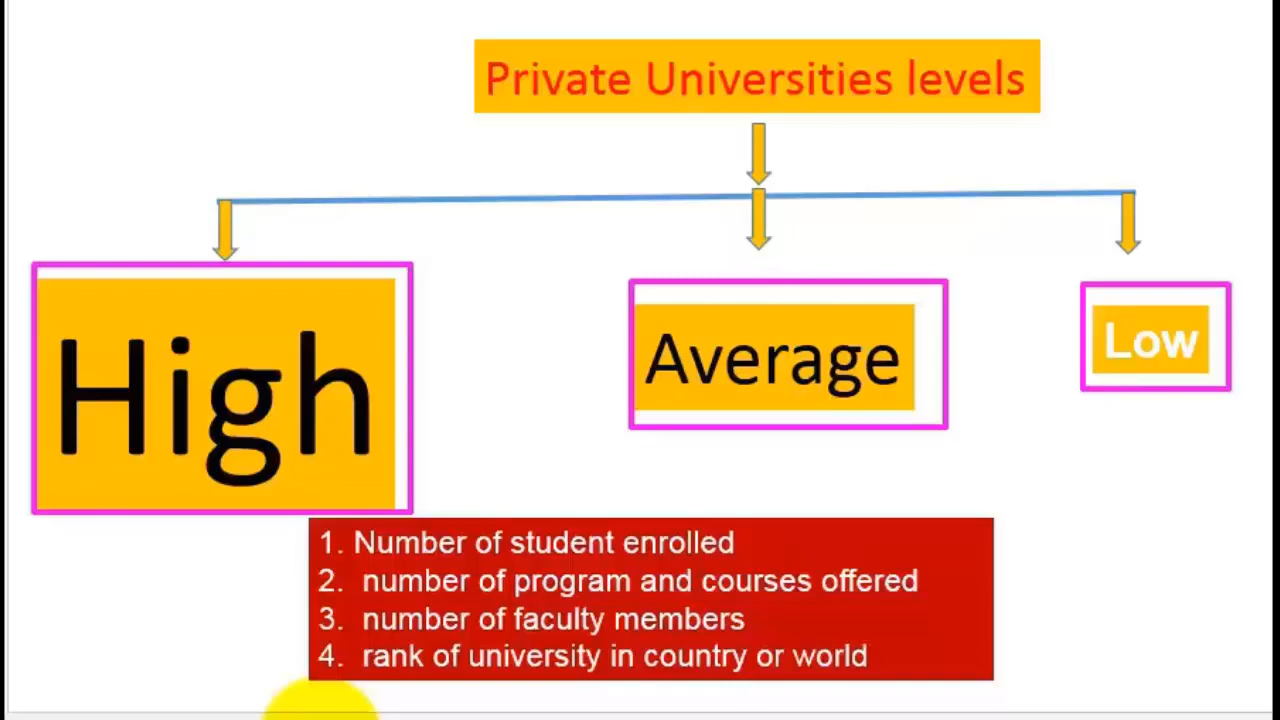 Private Universities levels
High
Average
Low
1. Number of student enrolled
2. number of program and courses offered
3. number of faculty members
4. rank of university in country or world